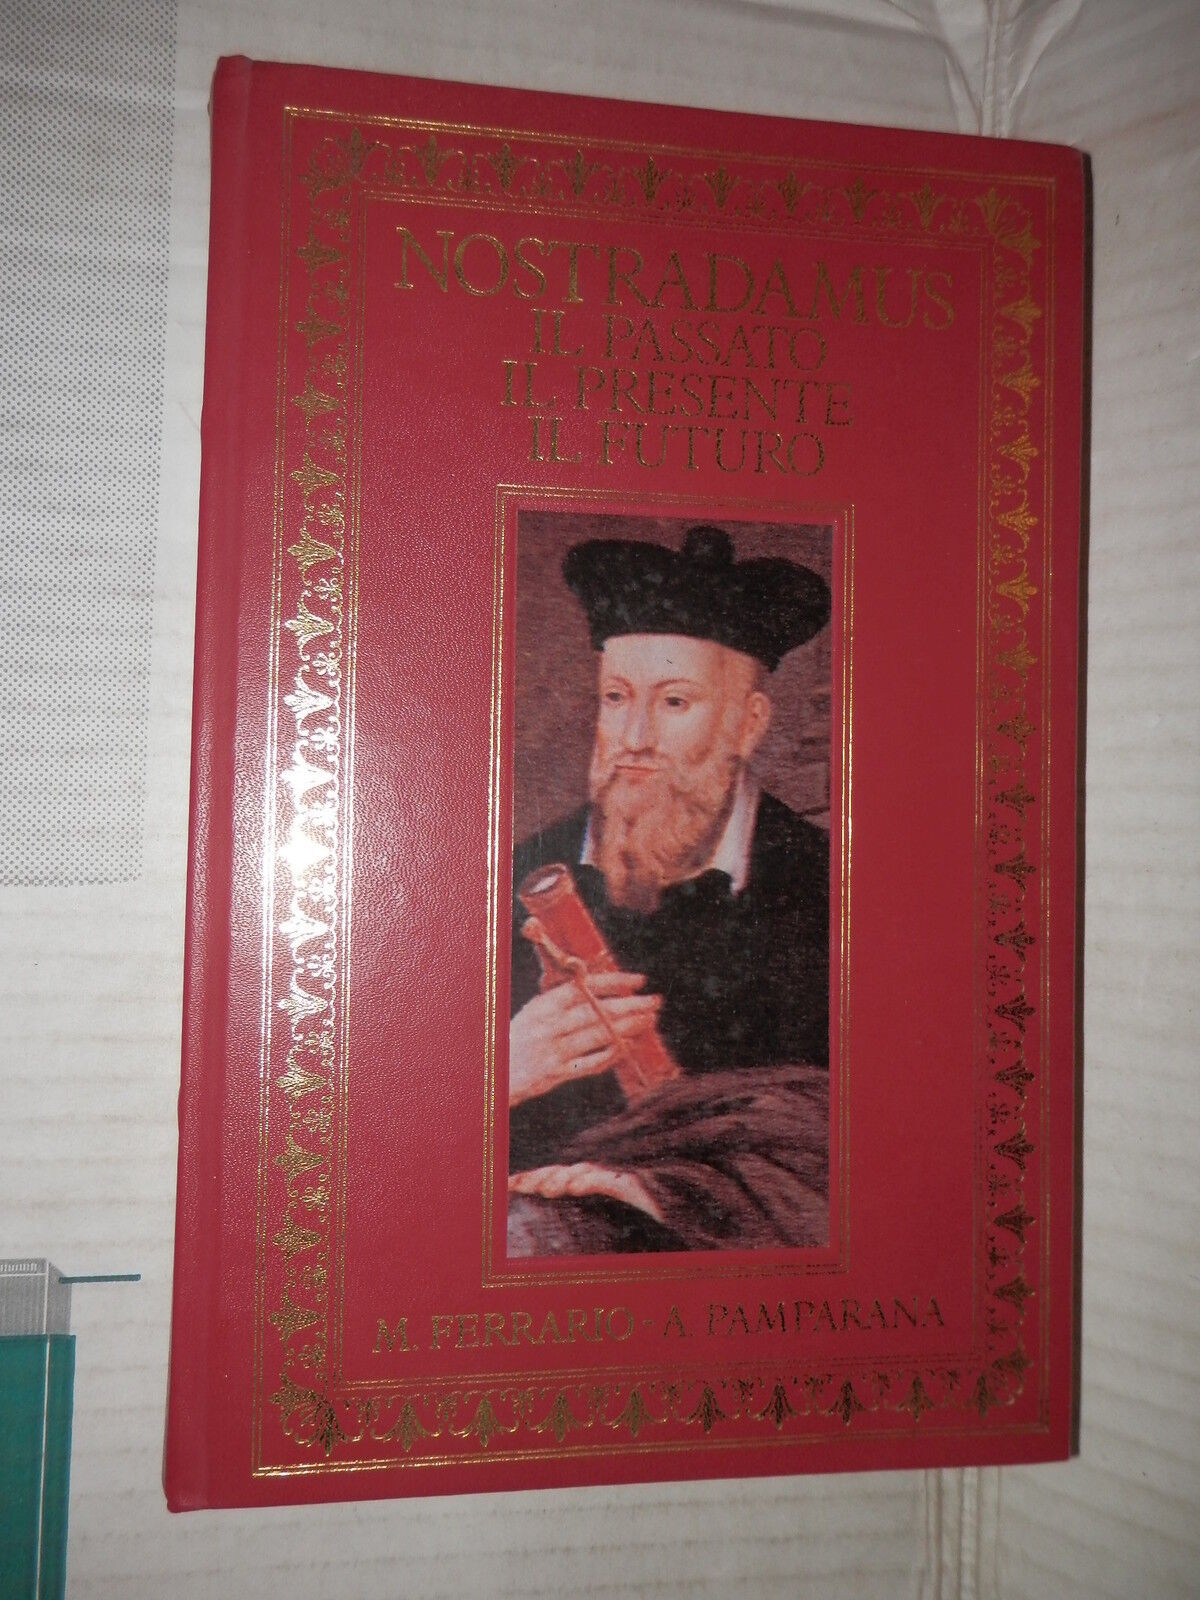 NOSTRADAMUS
IL PASSATO
IL PRESENTE
IL FUTURO
M. FERRARIO - A. PAMPARANA